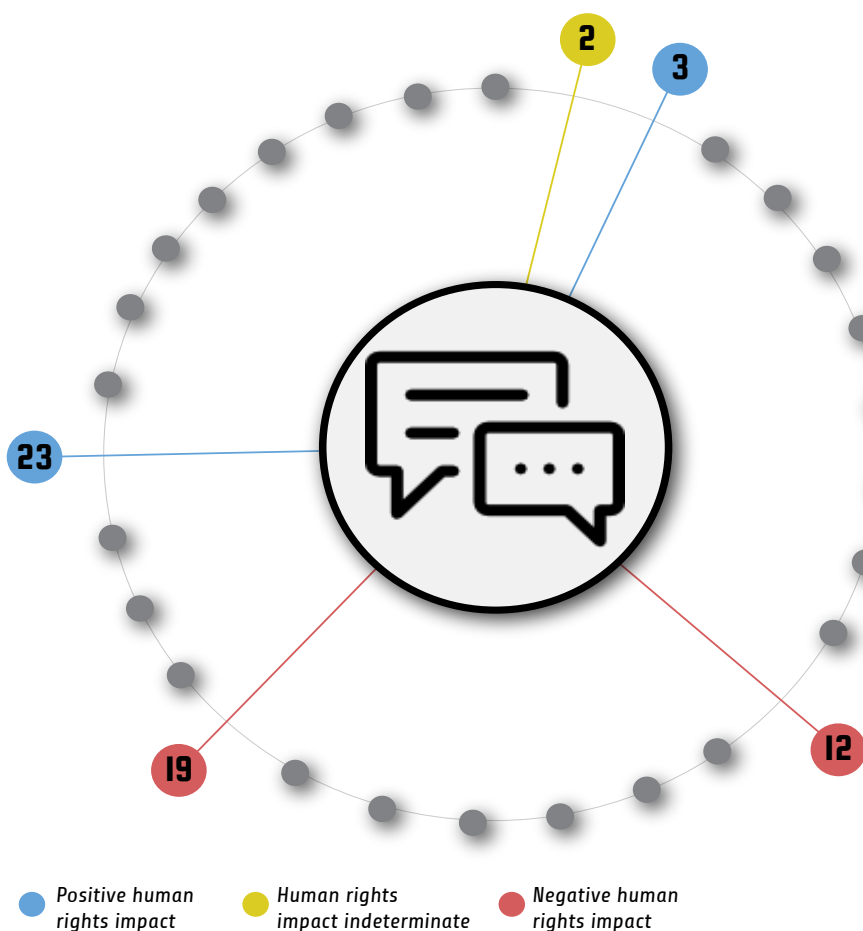 2
3
23
19
12
Positive human
rights impact
Human rights
impact indeterminate
Negative human
rights impact